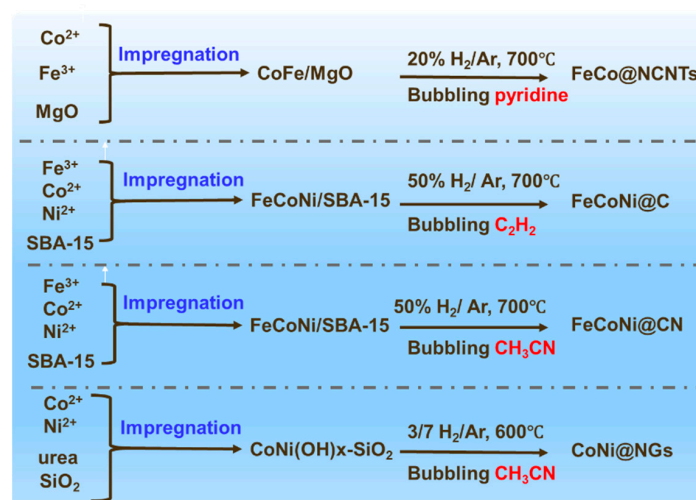 Co²⁺
Fe³⁺
MgO
Impregnation
CoFe/MgO
20% H₂/Ar, 700℃
Bubbling pyridine
FeCo@NCNTs
Fe³⁺
Co²⁺
Ni²⁺
SBA-15
Impregnation
FeCoNi/SBA-15
50% H₂/ Ar, 700℃
Bubbling C₂H₂
FeCoNi@C
Fe³⁺
Co²⁺
Ni²⁺
SBA-15
Impregnation
FeCoNi/SBA-15
50% H₂/ Ar, 700℃
Bubbling CH₃CN
FeCoNi@CN
Co²⁺
Ni²⁺
urea
SiO₂
Impregnation
CoNi(OH)x-SiO₂
3/7 H₂/Ar, 600℃
Bubbling CH₃CN
CoNi@NGs